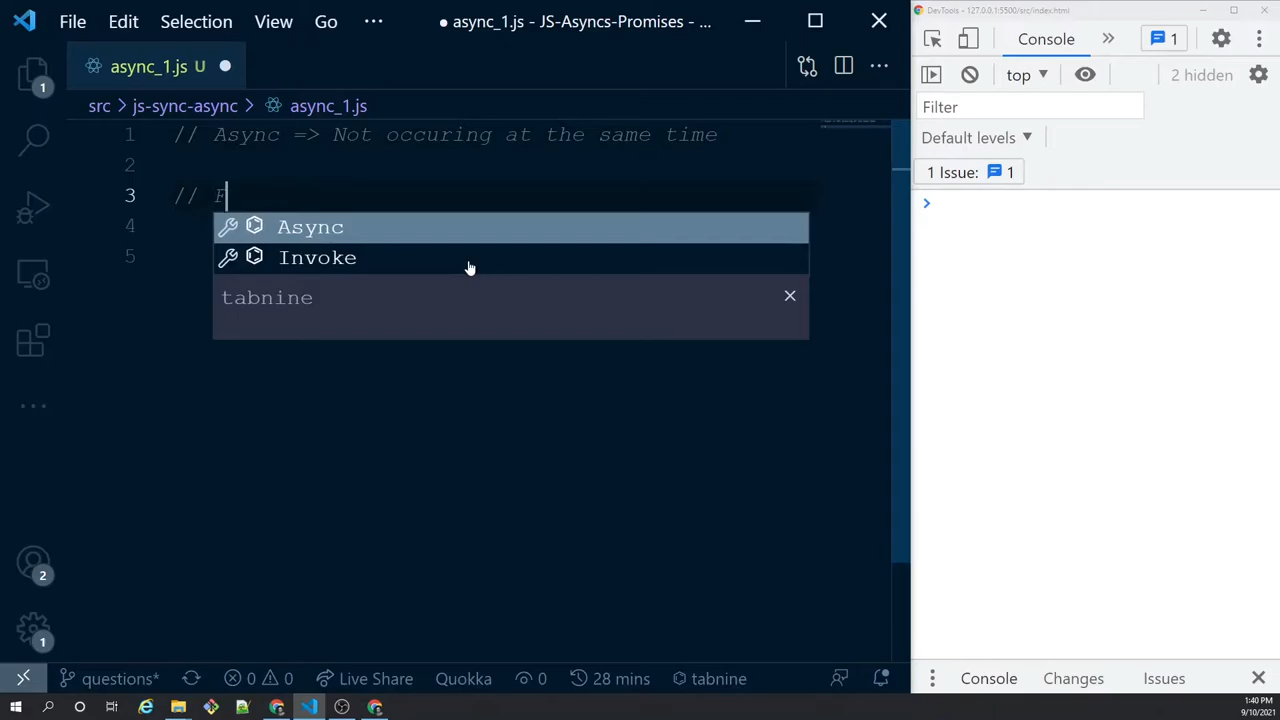 File Edit Selection View Go ··· ● async_1.js - JS-Asyncs-Promises - ...
async_1.js U ●
src > js-sync-async > async_1.js
1 // Async => Not occuring at the same time
2
3 // F
4
5
Async
Invoke
tabnine
1
2
1
questions* 0 0 Live Share Quokka 0 28 mins tabnine
DevTools - 127.0.0.1:5500/src/index.html
Console » 1
top ▼ 2 hidden
Filter
Default levels ▼
1 Issue: 1
>
Console Changes Issues
1:40 PM
9/10/2021